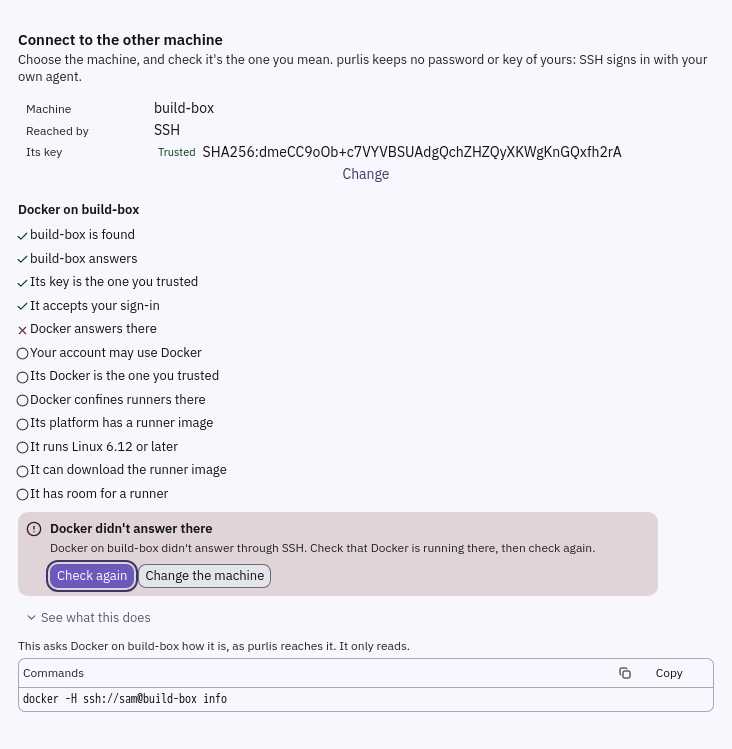 Connect to the other machine
Choose the machine, and check it's the one you mean. purlis keeps no password or key of yours: SSH signs in with your
own agent.
Machine build-box
Reached by SSH
Its key Trusted SHA256:dmeCC9oOb+c7VYVBSUAdgQchZHZQyXKWgKnGQxfh2rA
Change
Docker on build-box
build-box is found
build-box answers
Its key is the one you trusted
It accepts your sign-in
Docker answers there
Your account may use Docker
Its Docker is the one you trusted
Docker confines runners there
Its platform has a runner image
It runs Linux 6.12 or later
It can download the runner image
It has room for a runner
Docker didn't answer there
Docker on build-box didn't answer through SSH. Check that Docker is running there, then check again.
Check again Change the machine
See what this does
This asks Docker on build-box how it is, as purlis reaches it. It only reads.
Commands Copy
docker -H ssh://sam@build-box info